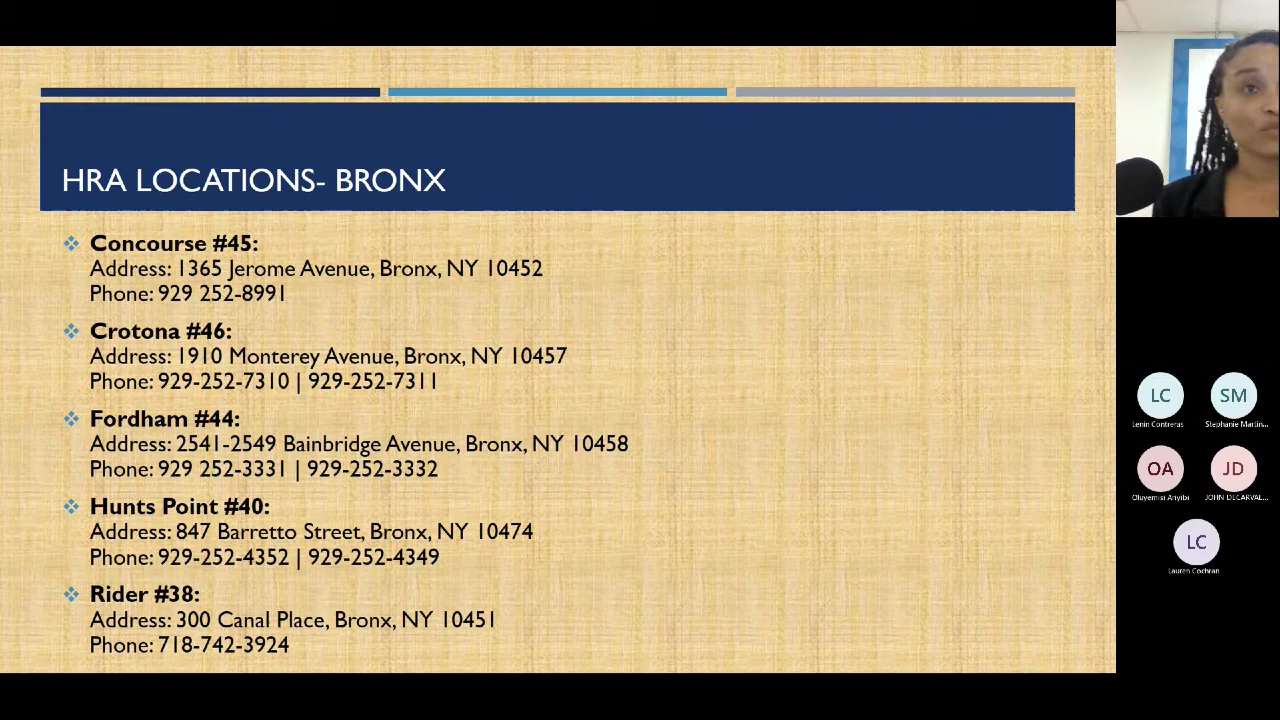 HRA LOCATIONS- BRONX
Concourse #45:
Address: 1365 Jerome Avenue, Bronx, NY 10452
Phone: 929 252-8991
Crotona #46:
Address: 1910 Monterey Avenue, Bronx, NY 10457
Phone: 929-252-7310 | 929-252-7311
Fordham #44:
Address: 2541-2549 Bainbridge Avenue, Bronx, NY 10458
Phone: 929 252-3331 | 929-252-3332
Hunts Point #40:
Address: 847 Barretto Street, Bronx, NY 10474
Phone: 929-252-4352 | 929-252-4349
Rider #38:
Address: 300 Canal Place, Bronx, NY 10451
Phone: 718-742-3924
LC SM
Lenin Contreras Stephanie Martin...
OA JD
Oluyemisi Aniyibi JOHN DECARVAL...
LC
Lauren Cochran